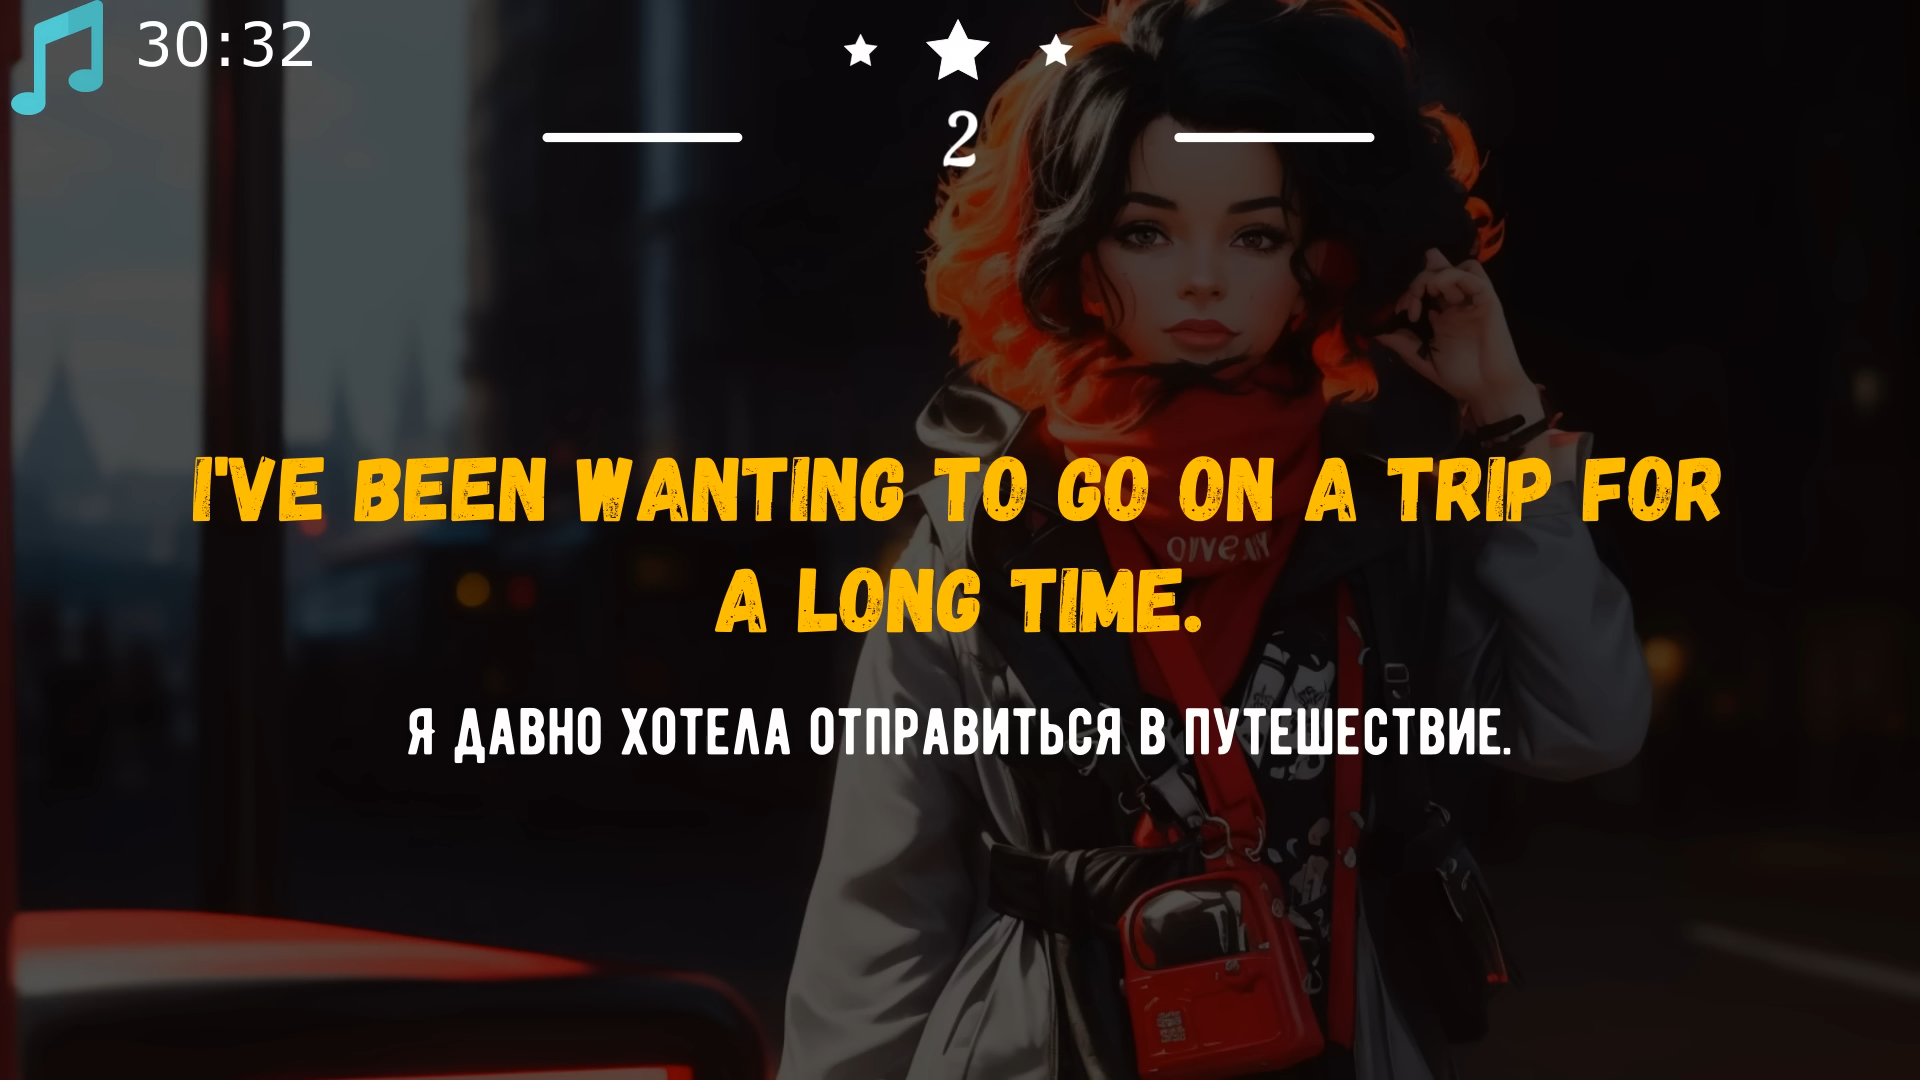 30:32
2
I'VE BEEN WANTING TO GO ON A TRIP FOR
A LONG TIME.
Я ДАВНО ХОТЕЛА ОТПРАВИТЬСЯ В ПУТЕШЕСТВИЕ.